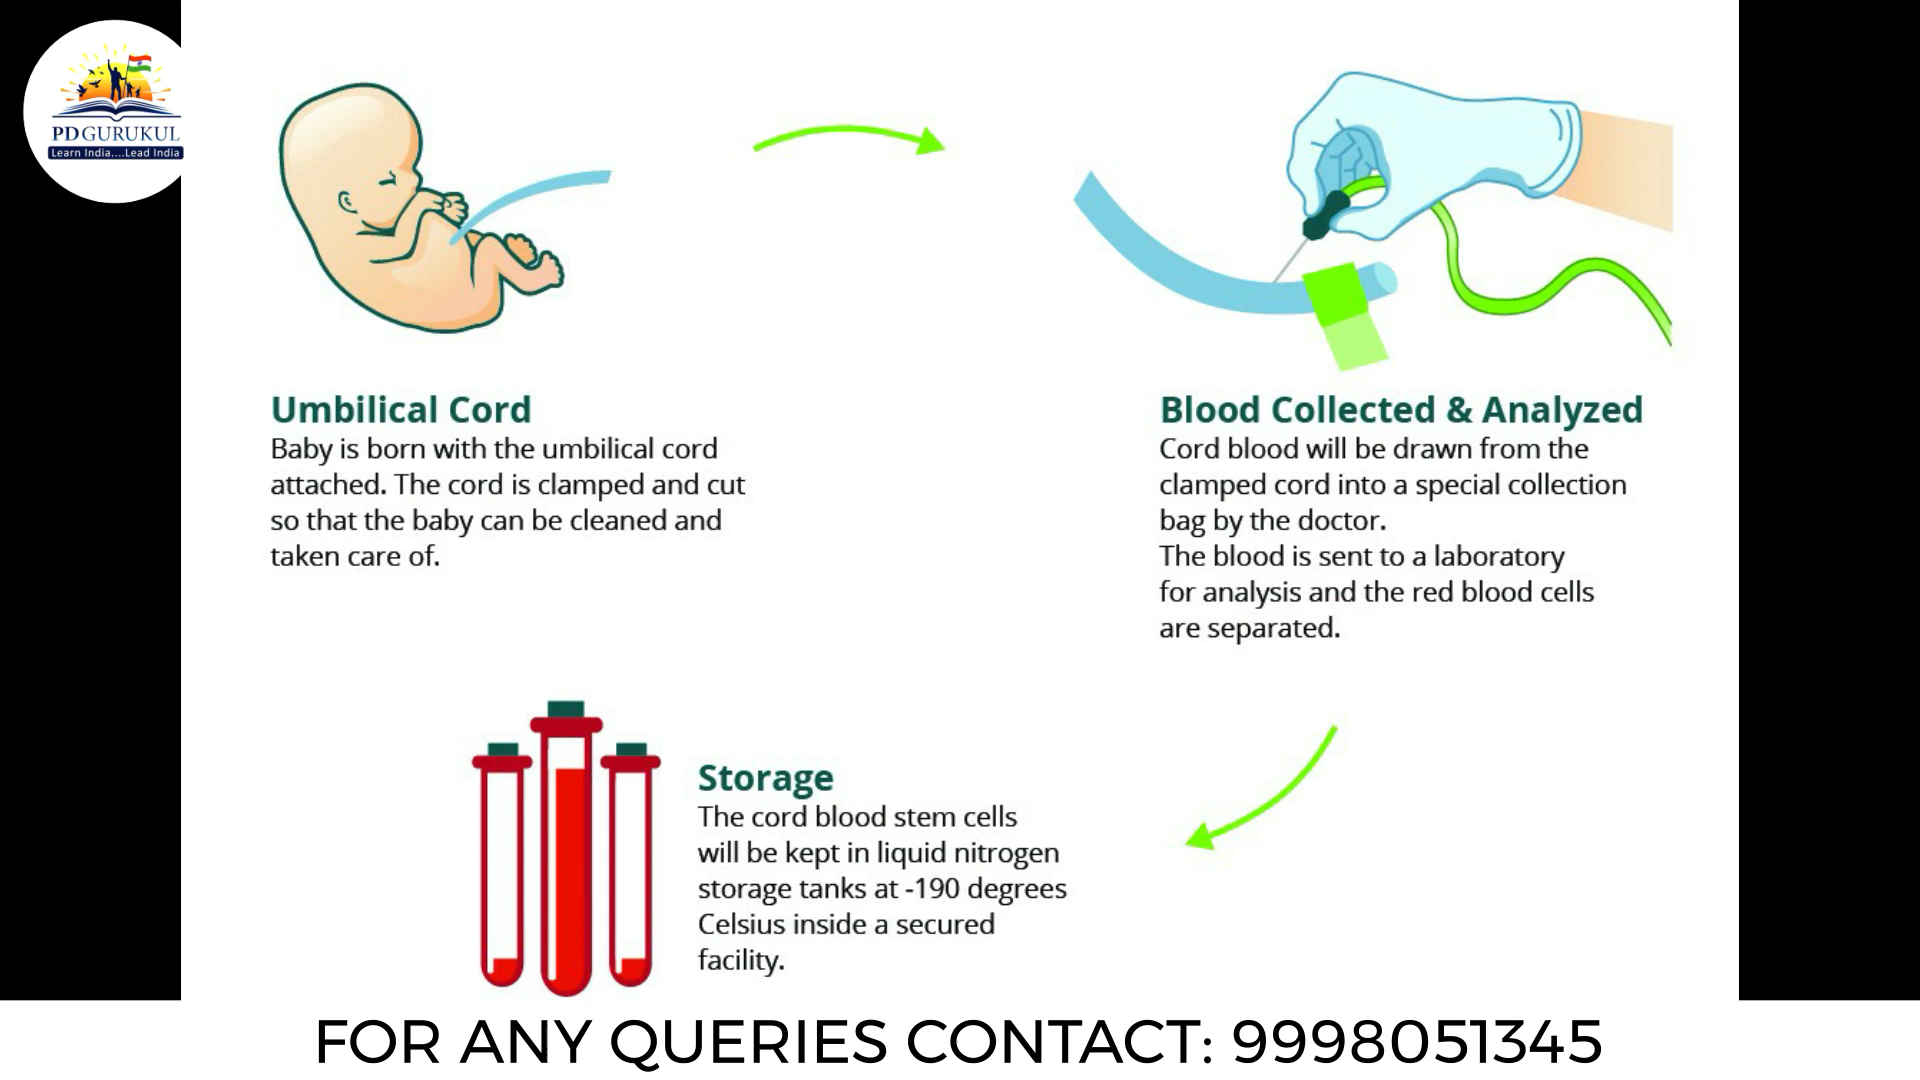 PD GURUKUL
Learn India....Lead India
Umbilical Cord
Baby is born with the umbilical cord
attached. The cord is clamped and cut
so that the baby can be cleaned and
taken care of.
Blood Collected & Analyzed
Cord blood will be drawn from the
clamped cord into a special collection
bag by the doctor.
The blood is sent to a laboratory
for analysis and the red blood cells
are separated.
Storage
The cord blood stem cells
will be kept in liquid nitrogen
storage tanks at -190 degrees
Celsius inside a secured
facility.
FOR ANY QUERIES CONTACT: 9998051345